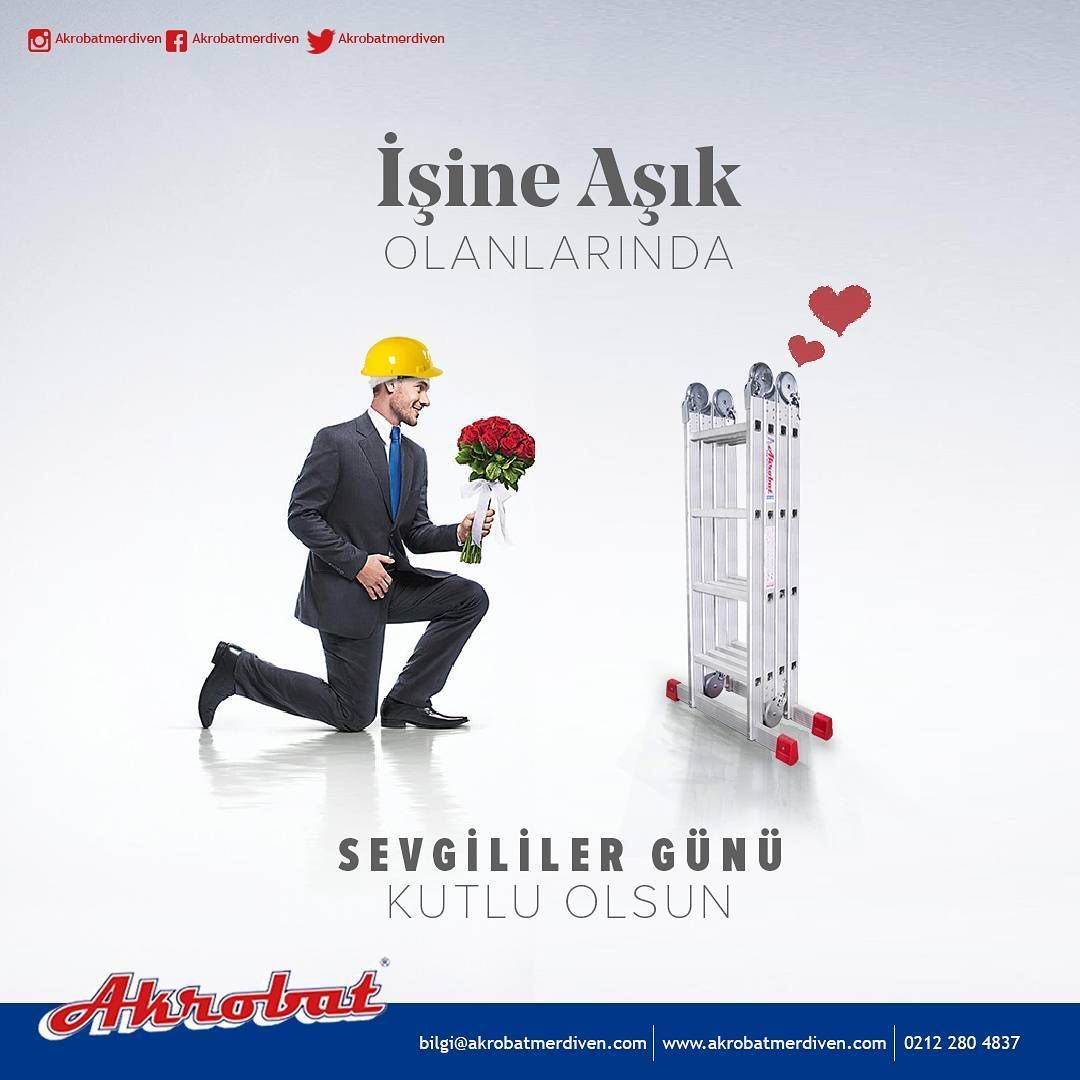 Akrobatmerdiven Akrobatmerdiven Akrobatmerdiven
İşine Aşık
OLANLARINDA
Akrobat
SEVGİLİLER GÜNÜ
KUTLU OLSUN
Akrobat®
bilgi@akrobatmerdiven.com | www.akrobatmerdiven.com | 0212 280 4837